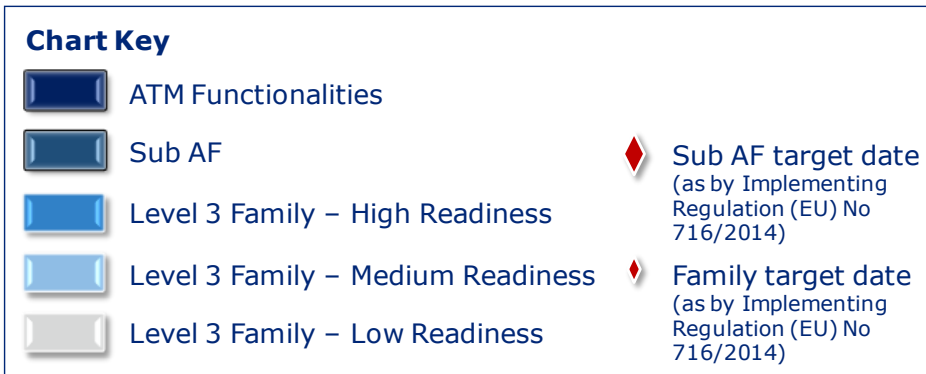 Chart Key
ATM Functionalities
Sub AF
Level 3 Family – High Readiness
Level 3 Family – Medium Readiness
Level 3 Family – Low Readiness
Sub AF target date
(as by Implementing
Regulation (EU) No
716/2014)
Family target date
(as by Implementing
Regulation (EU) No
716/2014)